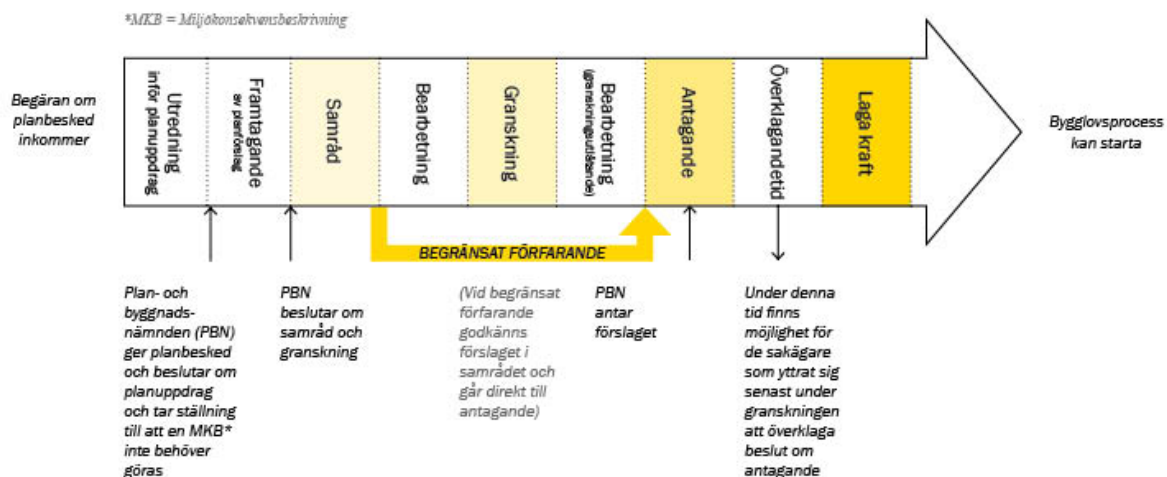 *MKB = Miljökonsekvensbeskrivning
Begäran om
planbesked
inkommer
Utredning
inför planuppdrag
Framtagande
av planförslag
Samråd
Bearbetning
Granskning
Bearbetning
(granskningsutlåtande)
Antagande
Överklagandetid
Laga kraft
Bygglovsprocess
kan starta
BEGRÄNSAT FÖRFARANDE
Plan- och
byggnads-
nämnden (PBN)
ger planbesked
och beslutar om
planuppdrag
och tar ställning
till att en MKB*
inte behöver
göras
PBN
beslutar om
samråd och
granskning
(Vid begränsat
förfarande
godkänns
förslaget i
samrådet och
går direkt till
antagande)
PBN
antar
förslaget
Under denna
tid finns
möjlighet för
de sakägare
som yttrat sig
senast under
granskningen
att överklaga
beslut om
antagande